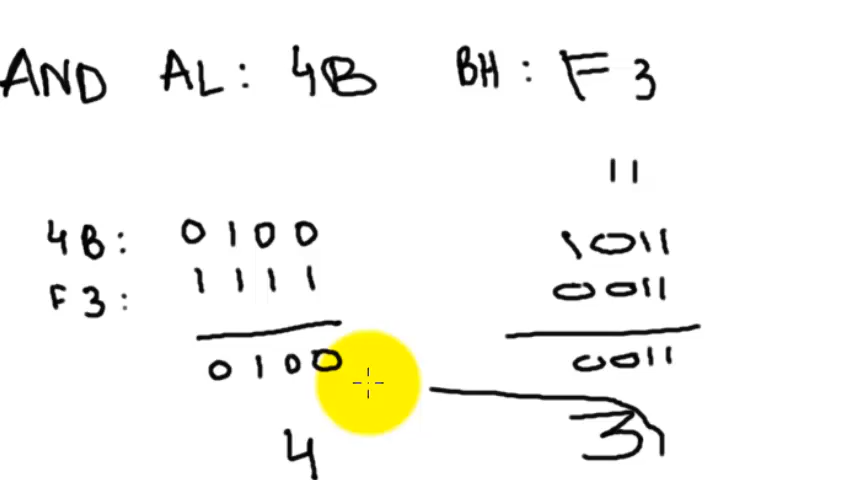 AND AL: 4B BH: F3
11
4B: 0100 1011
F3: 1111 0011
0100 0011
4 3